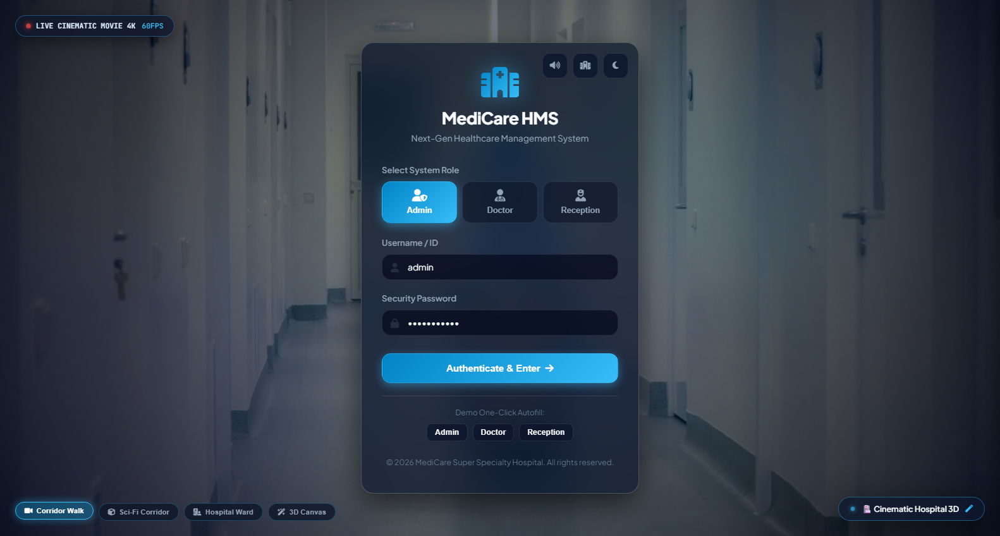 LIVE CINEMATIC MOVIE 4K 60FPS
MediCare HMS
Next-Gen Healthcare Management System
Select System Role
Admin Doctor Reception
Username / ID
admin
Security Password
•••••••••••
Authenticate & Enter →
Demo One-Click Autofill:
Admin Doctor Reception
© 2026 MediCare Super Specialty Hospital. All rights reserved.
Corridor Walk Sci-Fi Corridor Hospital Ward 3D Canvas
Cinematic Hospital 3D